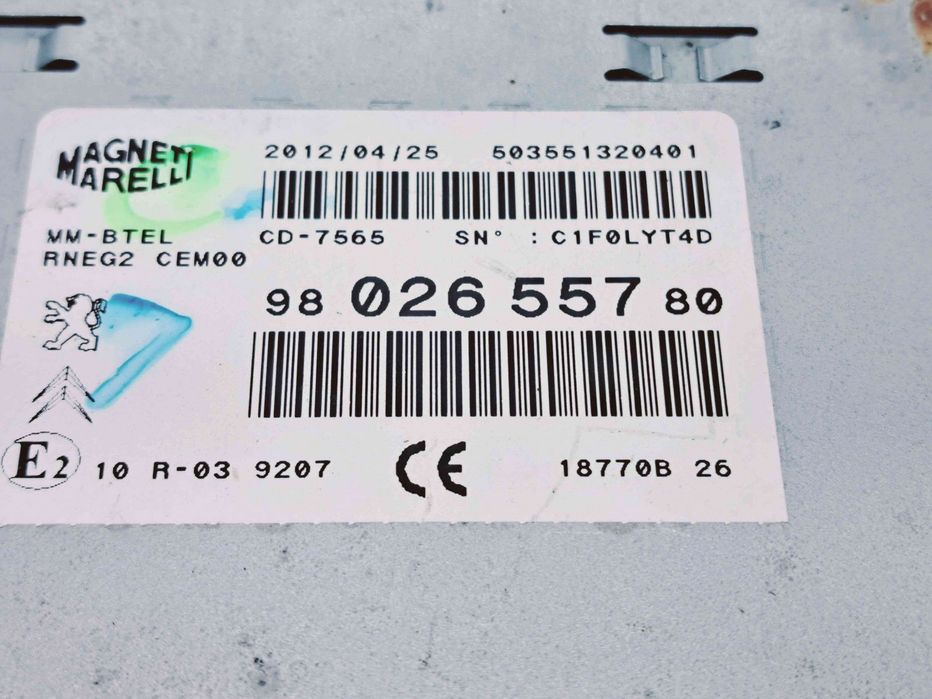 MAGNETI
MARELLI
2012/04/25 503551320401
MM-BTEL CD-7565 SN° : C1F0LYT4D
RNEG2 CEM00
98 026 557 80
E2 10 R-03 9207 CE 18770B 26